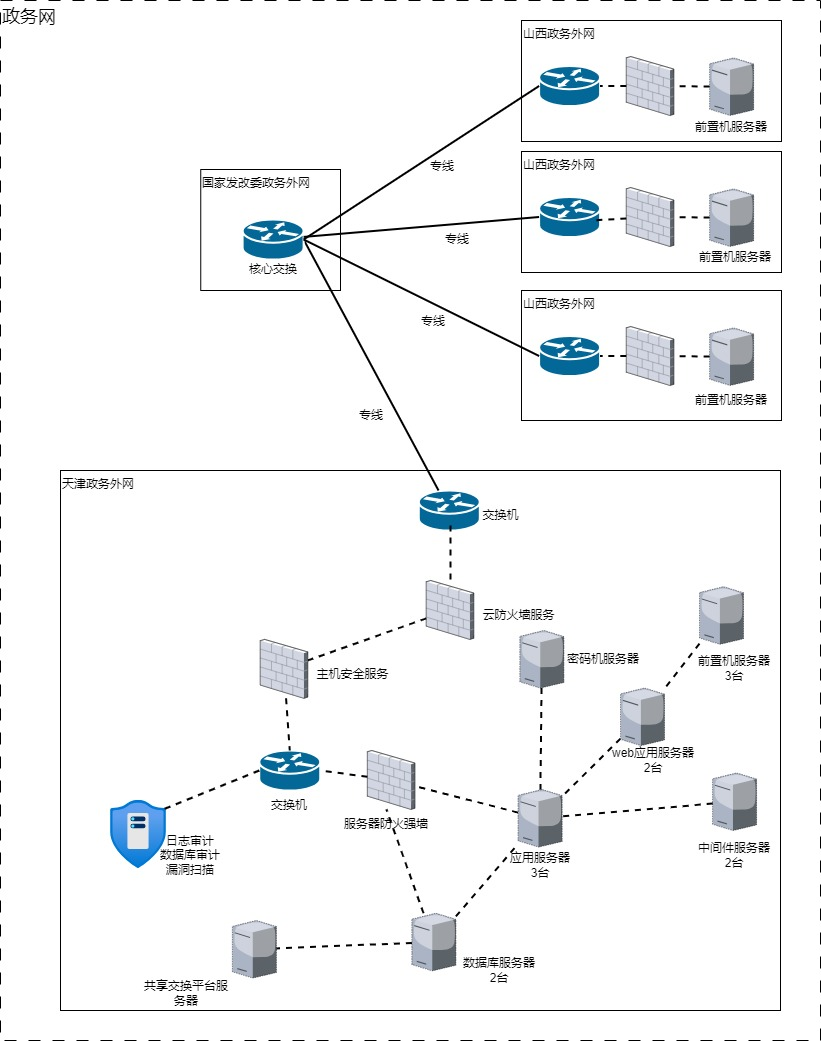 政务网
山西政务外网
前置机服务器
专线
山西政务外网
国家发改委政务外网
专线
前置机服务器
核心交换
山西政务外网
专线
前置机服务器
专线
天津政务外网
交换机
云防火墙服务
密码机服务器
前置机服务器
3台
主机安全服务
web应用服务器
2台
交换机
服务器防火强墙
日志审计
数据库审计
漏洞扫描
应用服务器
3台
中间件服务器
2台
数据库服务器
2台
共享交换平台服
务器